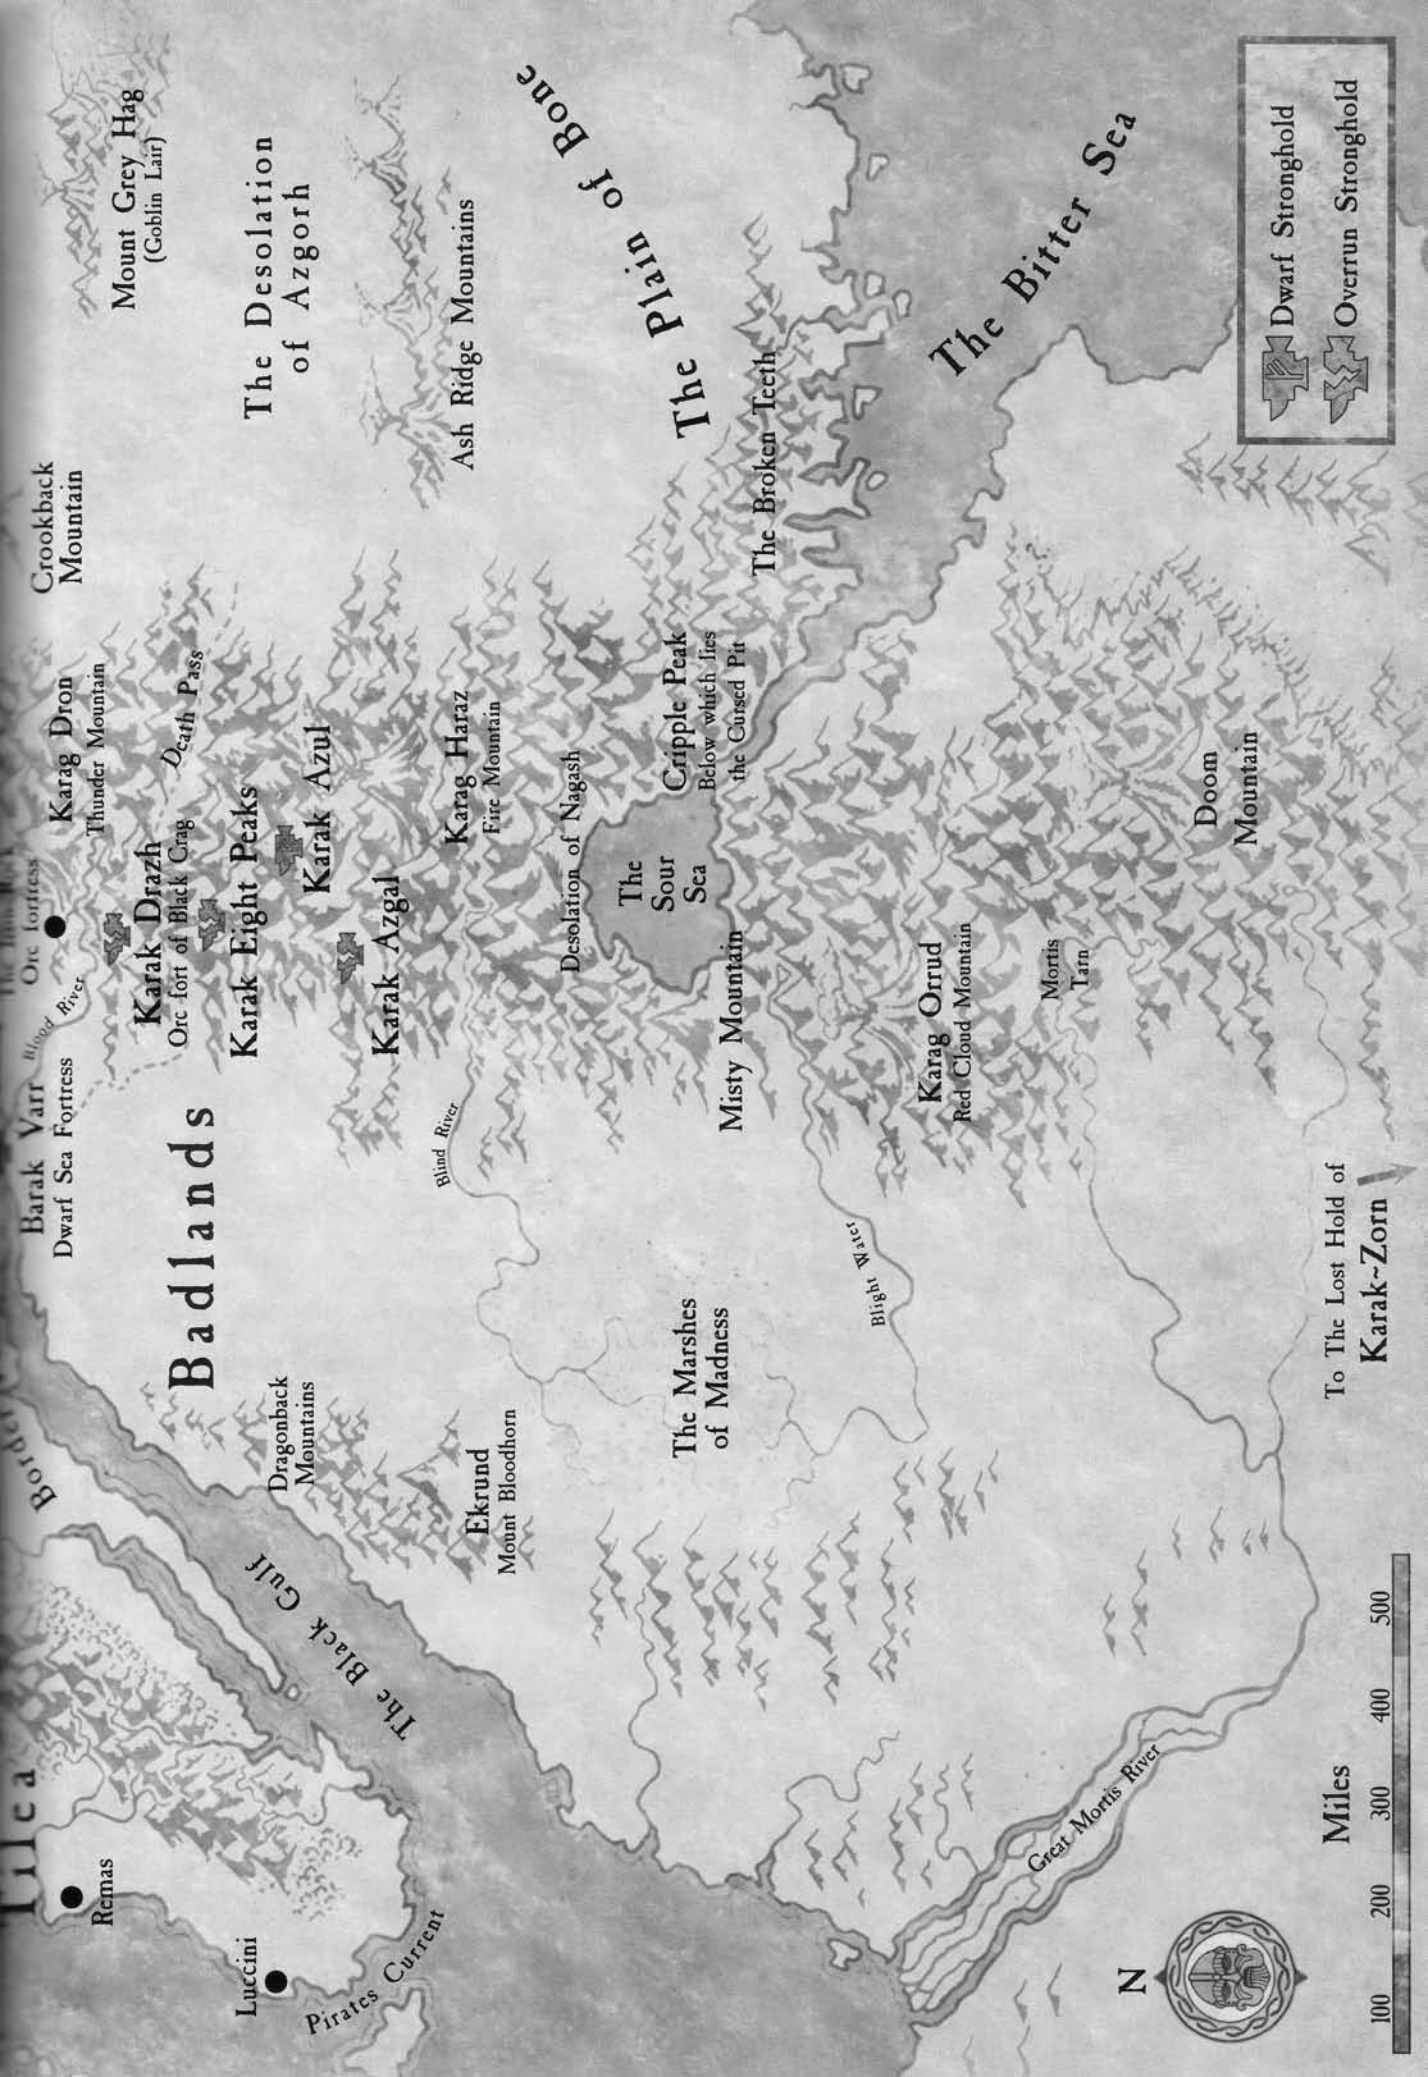 Tilea
Remas
Luccini
Pirates Current
Border
The Black Gulf
Barak Varr
Dwarf Sea Fortress
Blood River
Orc fortress
Karag Dron
Thunder Mountain
Crookback
Mountain
Mount Grey Hag
(Goblin Lair)
Karak Drazh
Orc fort of Black Crag
Death Pass
Badlands
Karak Eight Peaks
The Desolation
of Azgorh
Dragonback
Mountains
Karak Azul
Karak Azgal
Ekrund
Mount Bloodhorn
Blind River
Karag Haraz
Fire Mountain
Ash Ridge Mountains
Desolation of Nagash
The Plain of Bone
The
Sour
Sea
The Marshes
of Madness
Cripple Peak
Below which lies
the Cursed Pit
Misty Mountain
The Broken Teeth
Blight Water
Karag Orrud
Red Cloud Mountain
The Bitter Sea
Mortis
Tarn
Great Mortis River
Doom
Mountain
N
To The Lost Hold of
Karak~Zorn
Dwarf Stronghold
Overrun Stronghold
Miles
100 200 300 400 500